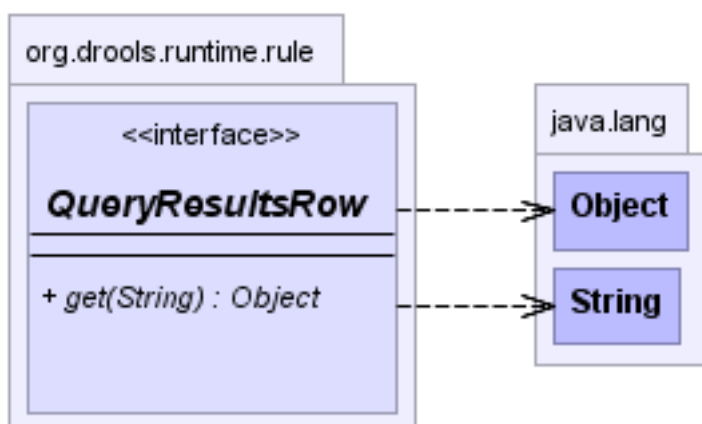 org.drools.runtime.rule
<<interface>>
QueryResultsRow
+ get(String) : Object
java.lang
Object
String